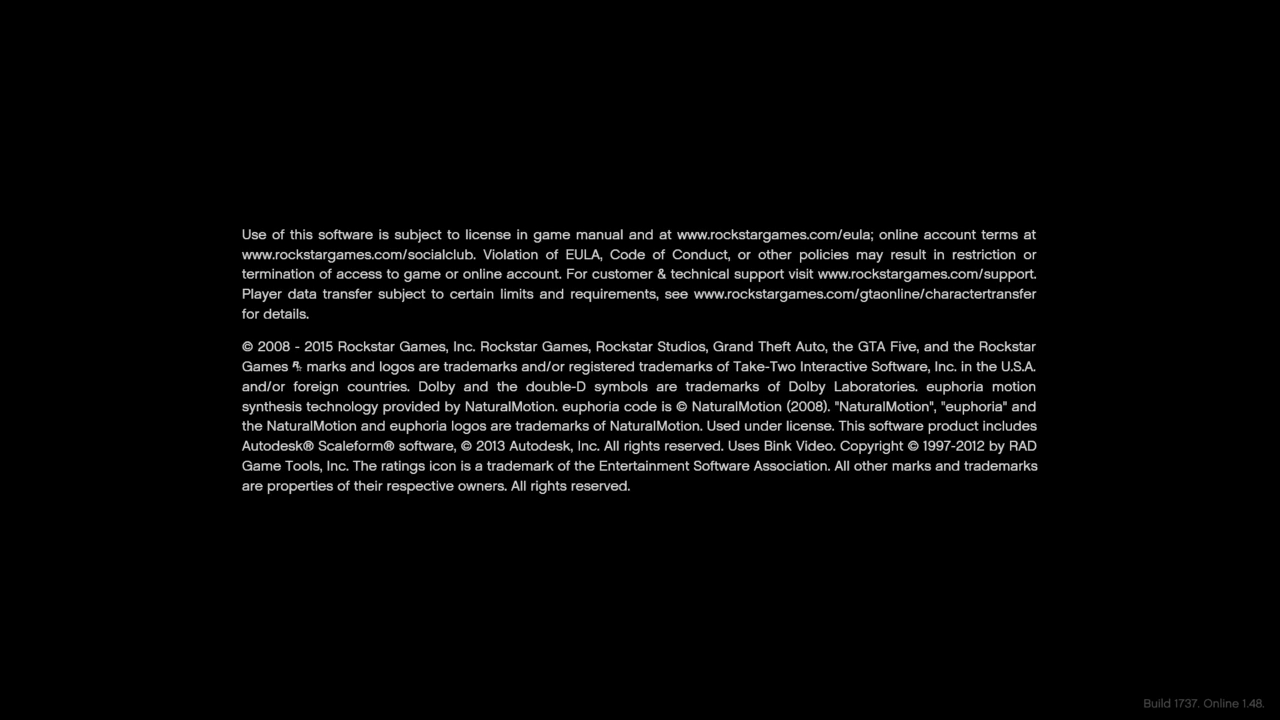 Use of this software is subject to license in game manual and at www.rockstargames.com/eula; online account terms at
www.rockstargames.com/socialclub. Violation of EULA, Code of Conduct, or other policies may result in restriction or
termination of access to game or online account. For customer & technical support visit www.rockstargames.com/support.
Player data transfer subject to certain limits and requirements, see www.rockstargames.com/gtaonline/charactertransfer
for details.
© 2008 - 2015 Rockstar Games, Inc. Rockstar Games, Rockstar Studios, Grand Theft Auto, the GTA Five, and the Rockstar
Games R* marks and logos are trademarks and/or registered trademarks of Take-Two Interactive Software, Inc. in the U.S.A.
and/or foreign countries. Dolby and the double-D symbols are trademarks of Dolby Laboratories. euphoria motion
synthesis technology provided by NaturalMotion. euphoria code is © NaturalMotion (2008). "NaturalMotion", "euphoria" and
the NaturalMotion and euphoria logos are trademarks of NaturalMotion. Used under license. This software product includes
Autodesk® Scaleform® software, © 2013 Autodesk, Inc. All rights reserved. Uses Bink Video. Copyright © 1997-2012 by RAD
Game Tools, Inc. The ratings icon is a trademark of the Entertainment Software Association. All other marks and trademarks
are properties of their respective owners. All rights reserved.
Build 1737. Online 1.48.